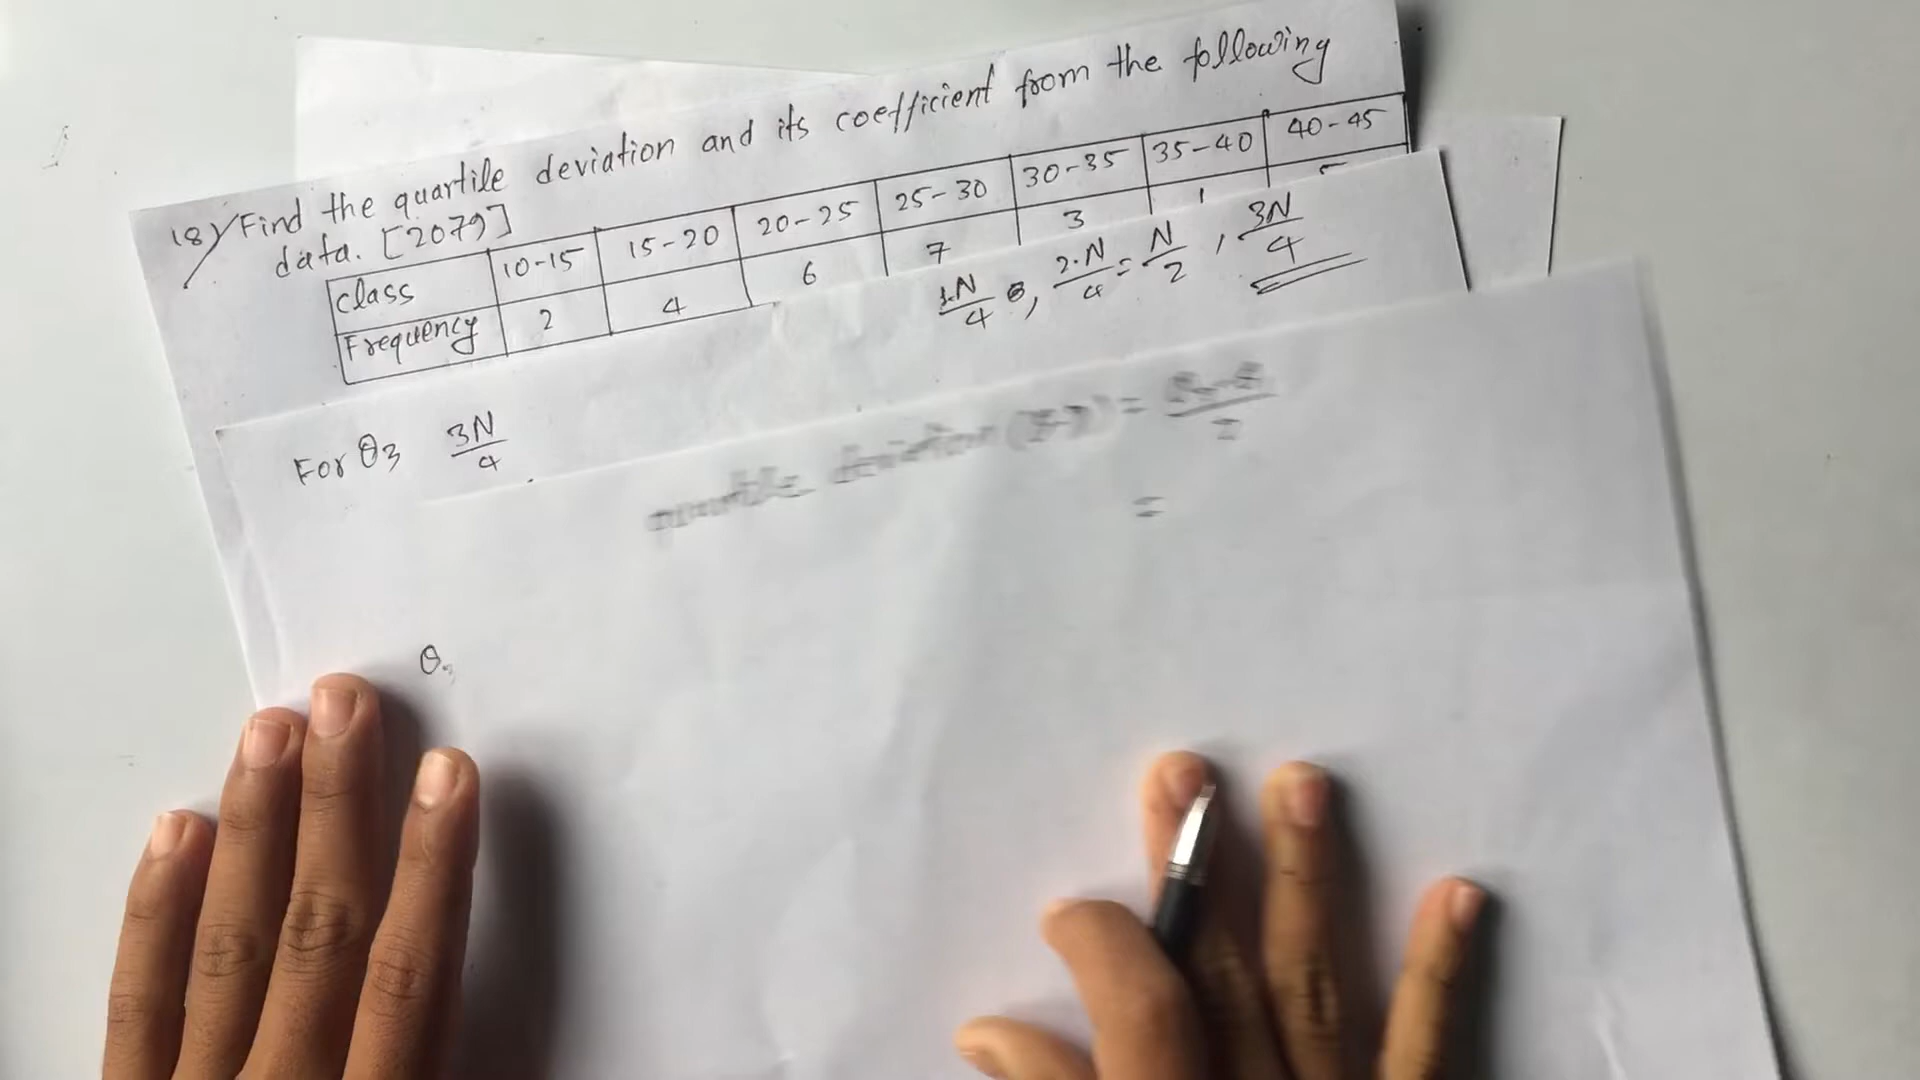 18) Find the quartile deviation and its coefficient from the following
data. [2079]
class 10-15 15-20 20-25 25-30 30-35 35-40 40-45
Frequency 2 4 6 7 3 1
1.N/4, 2.N/4 = N/2, 3N/4
For Q3 3N/4
deviation =
=
Q